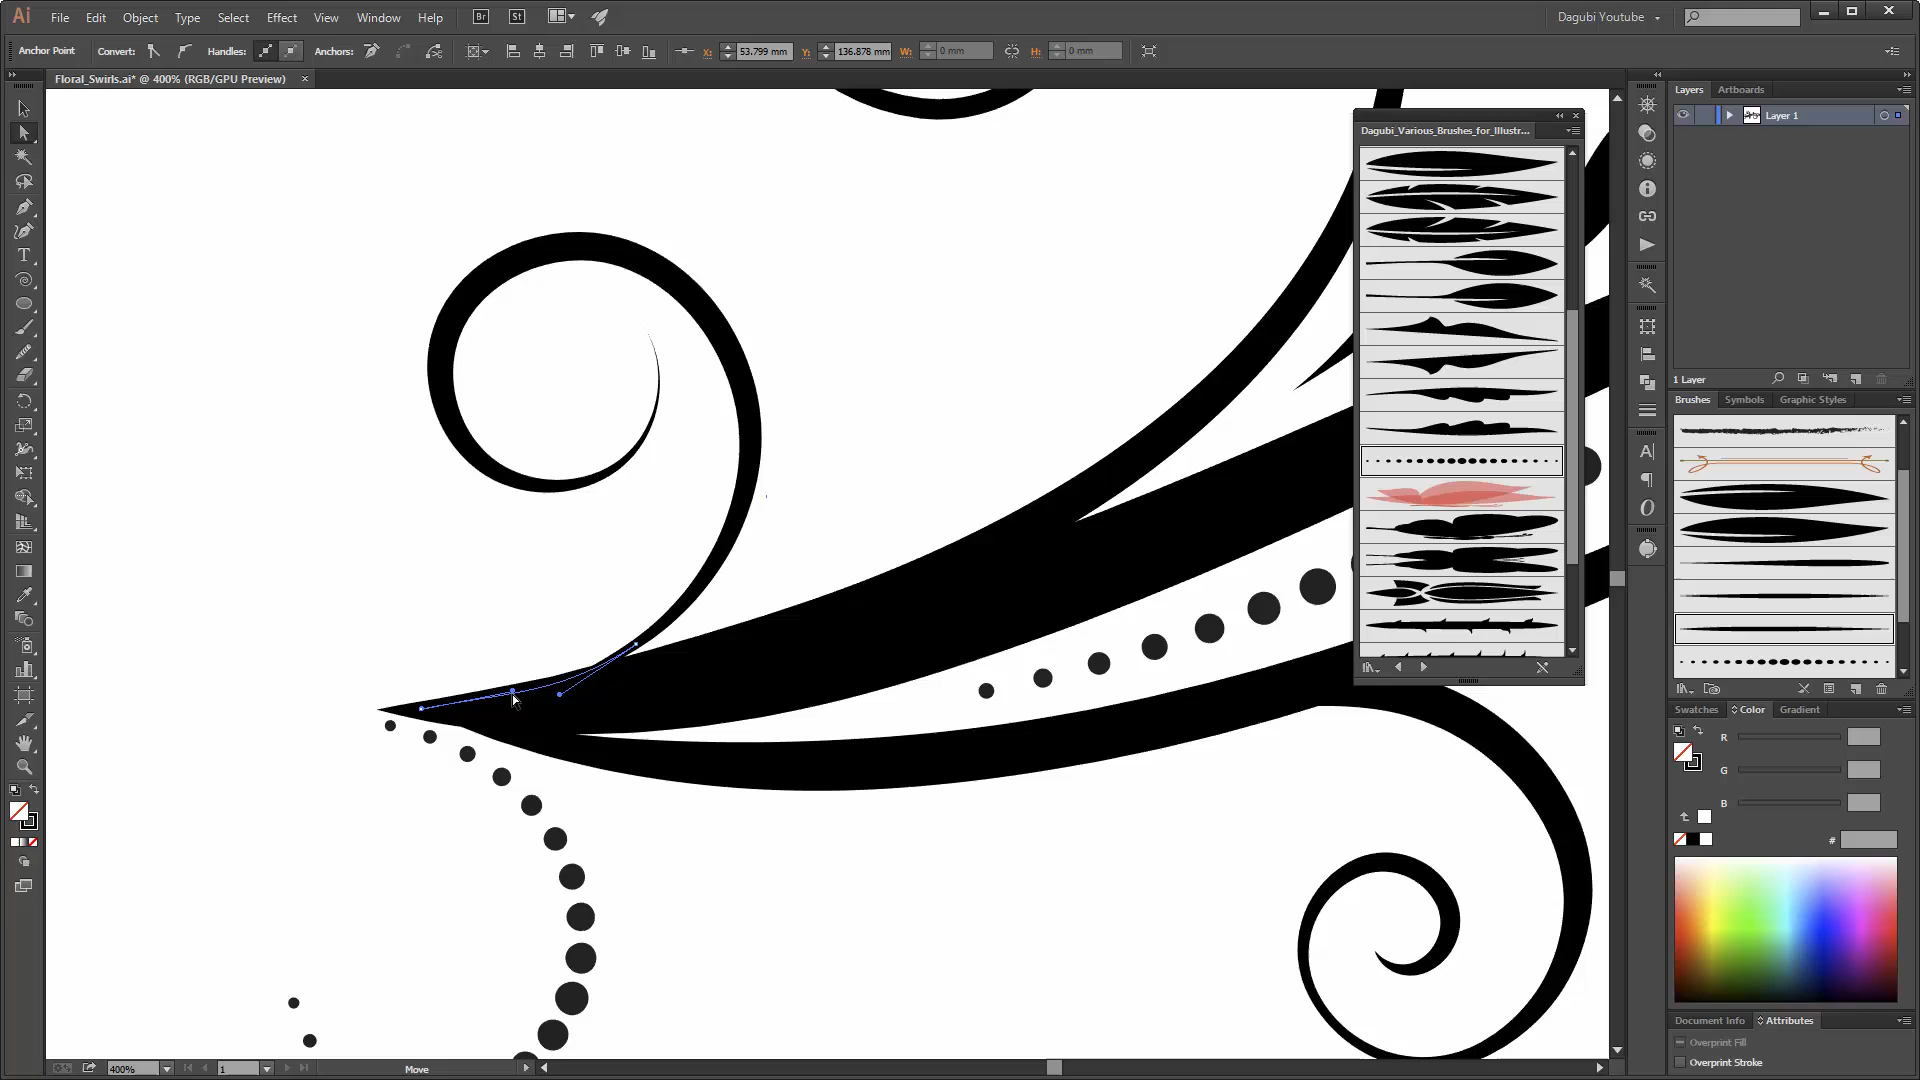 Ai File Edit Object Type Select Effect View Window Help Br St Dagubi Youtube
Anchor Point Convert: Handles: Anchors: X: 53.799 mm Y: 136.878 mm W: 0 mm H: 0 mm
Floral_Swirls.ai* @ 400% (RGB/GPU Preview)
Layers Artboards
Layer 1
Dagubi_Various_Brushes_for_Illustr...
1 Layer
Brushes Symbols Graphic Styles
Swatches Color Gradient
R
G
B
#
Document Info Attributes
Overprint Fill
Overprint Stroke
400% 1 Move